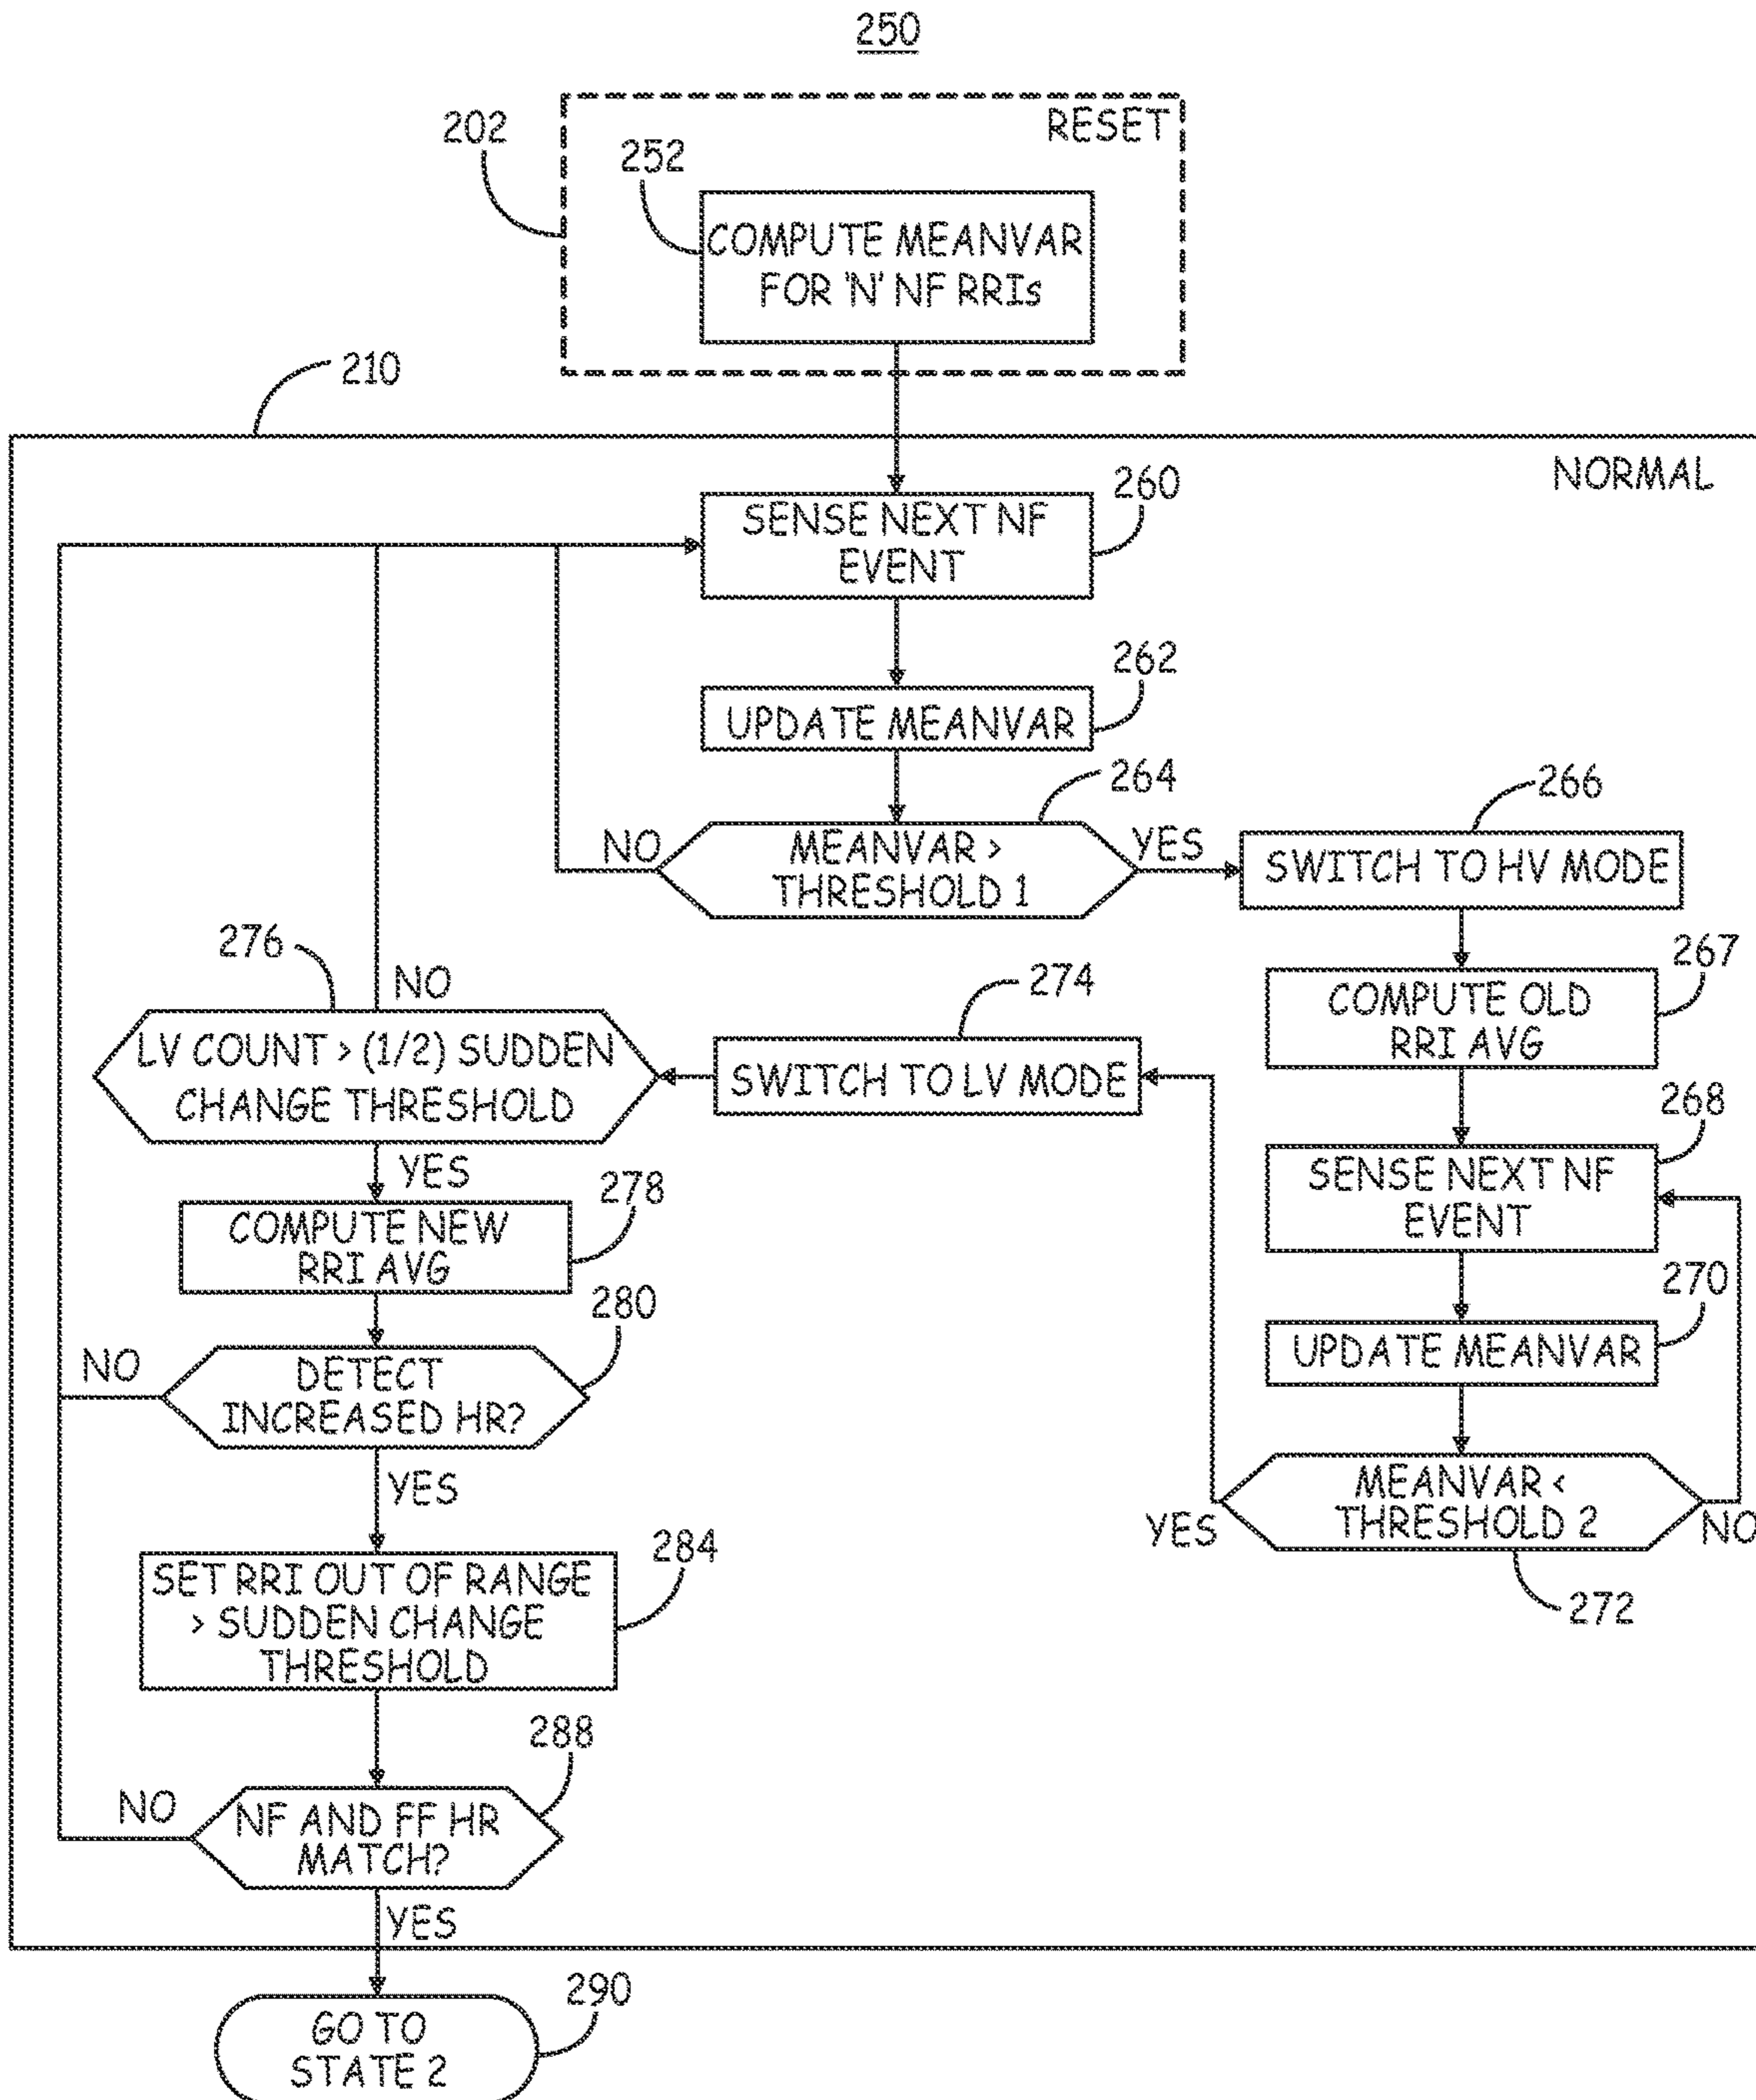 250
RESET
202
252
COMPUTE MEANVAR
FOR 'N' NF RRIs
210
NORMAL
260
SENSE NEXT NF
EVENT
262
UPDATE MEANVAR
264
MEANVAR >
THRESHOLD 1
NO
YES
266
SWITCH TO HV MODE
267
COMPUTE OLD
RRI AVG
268
SENSE NEXT NF
EVENT
270
UPDATE MEANVAR
MEANVAR <
THRESHOLD 2
YES
NO
272
274
SWITCH TO LV MODE
276
NO
LV COUNT > (1/2) SUDDEN
CHANGE THRESHOLD
YES
278
COMPUTE NEW
RRI AVG
280
NO
DETECT
INCREASED HR?
YES
284
SET RRI OUT OF RANGE
> SUDDEN CHANGE
THRESHOLD
288
NO
NF AND FF HR
MATCH?
YES
290
GO TO
STATE 2